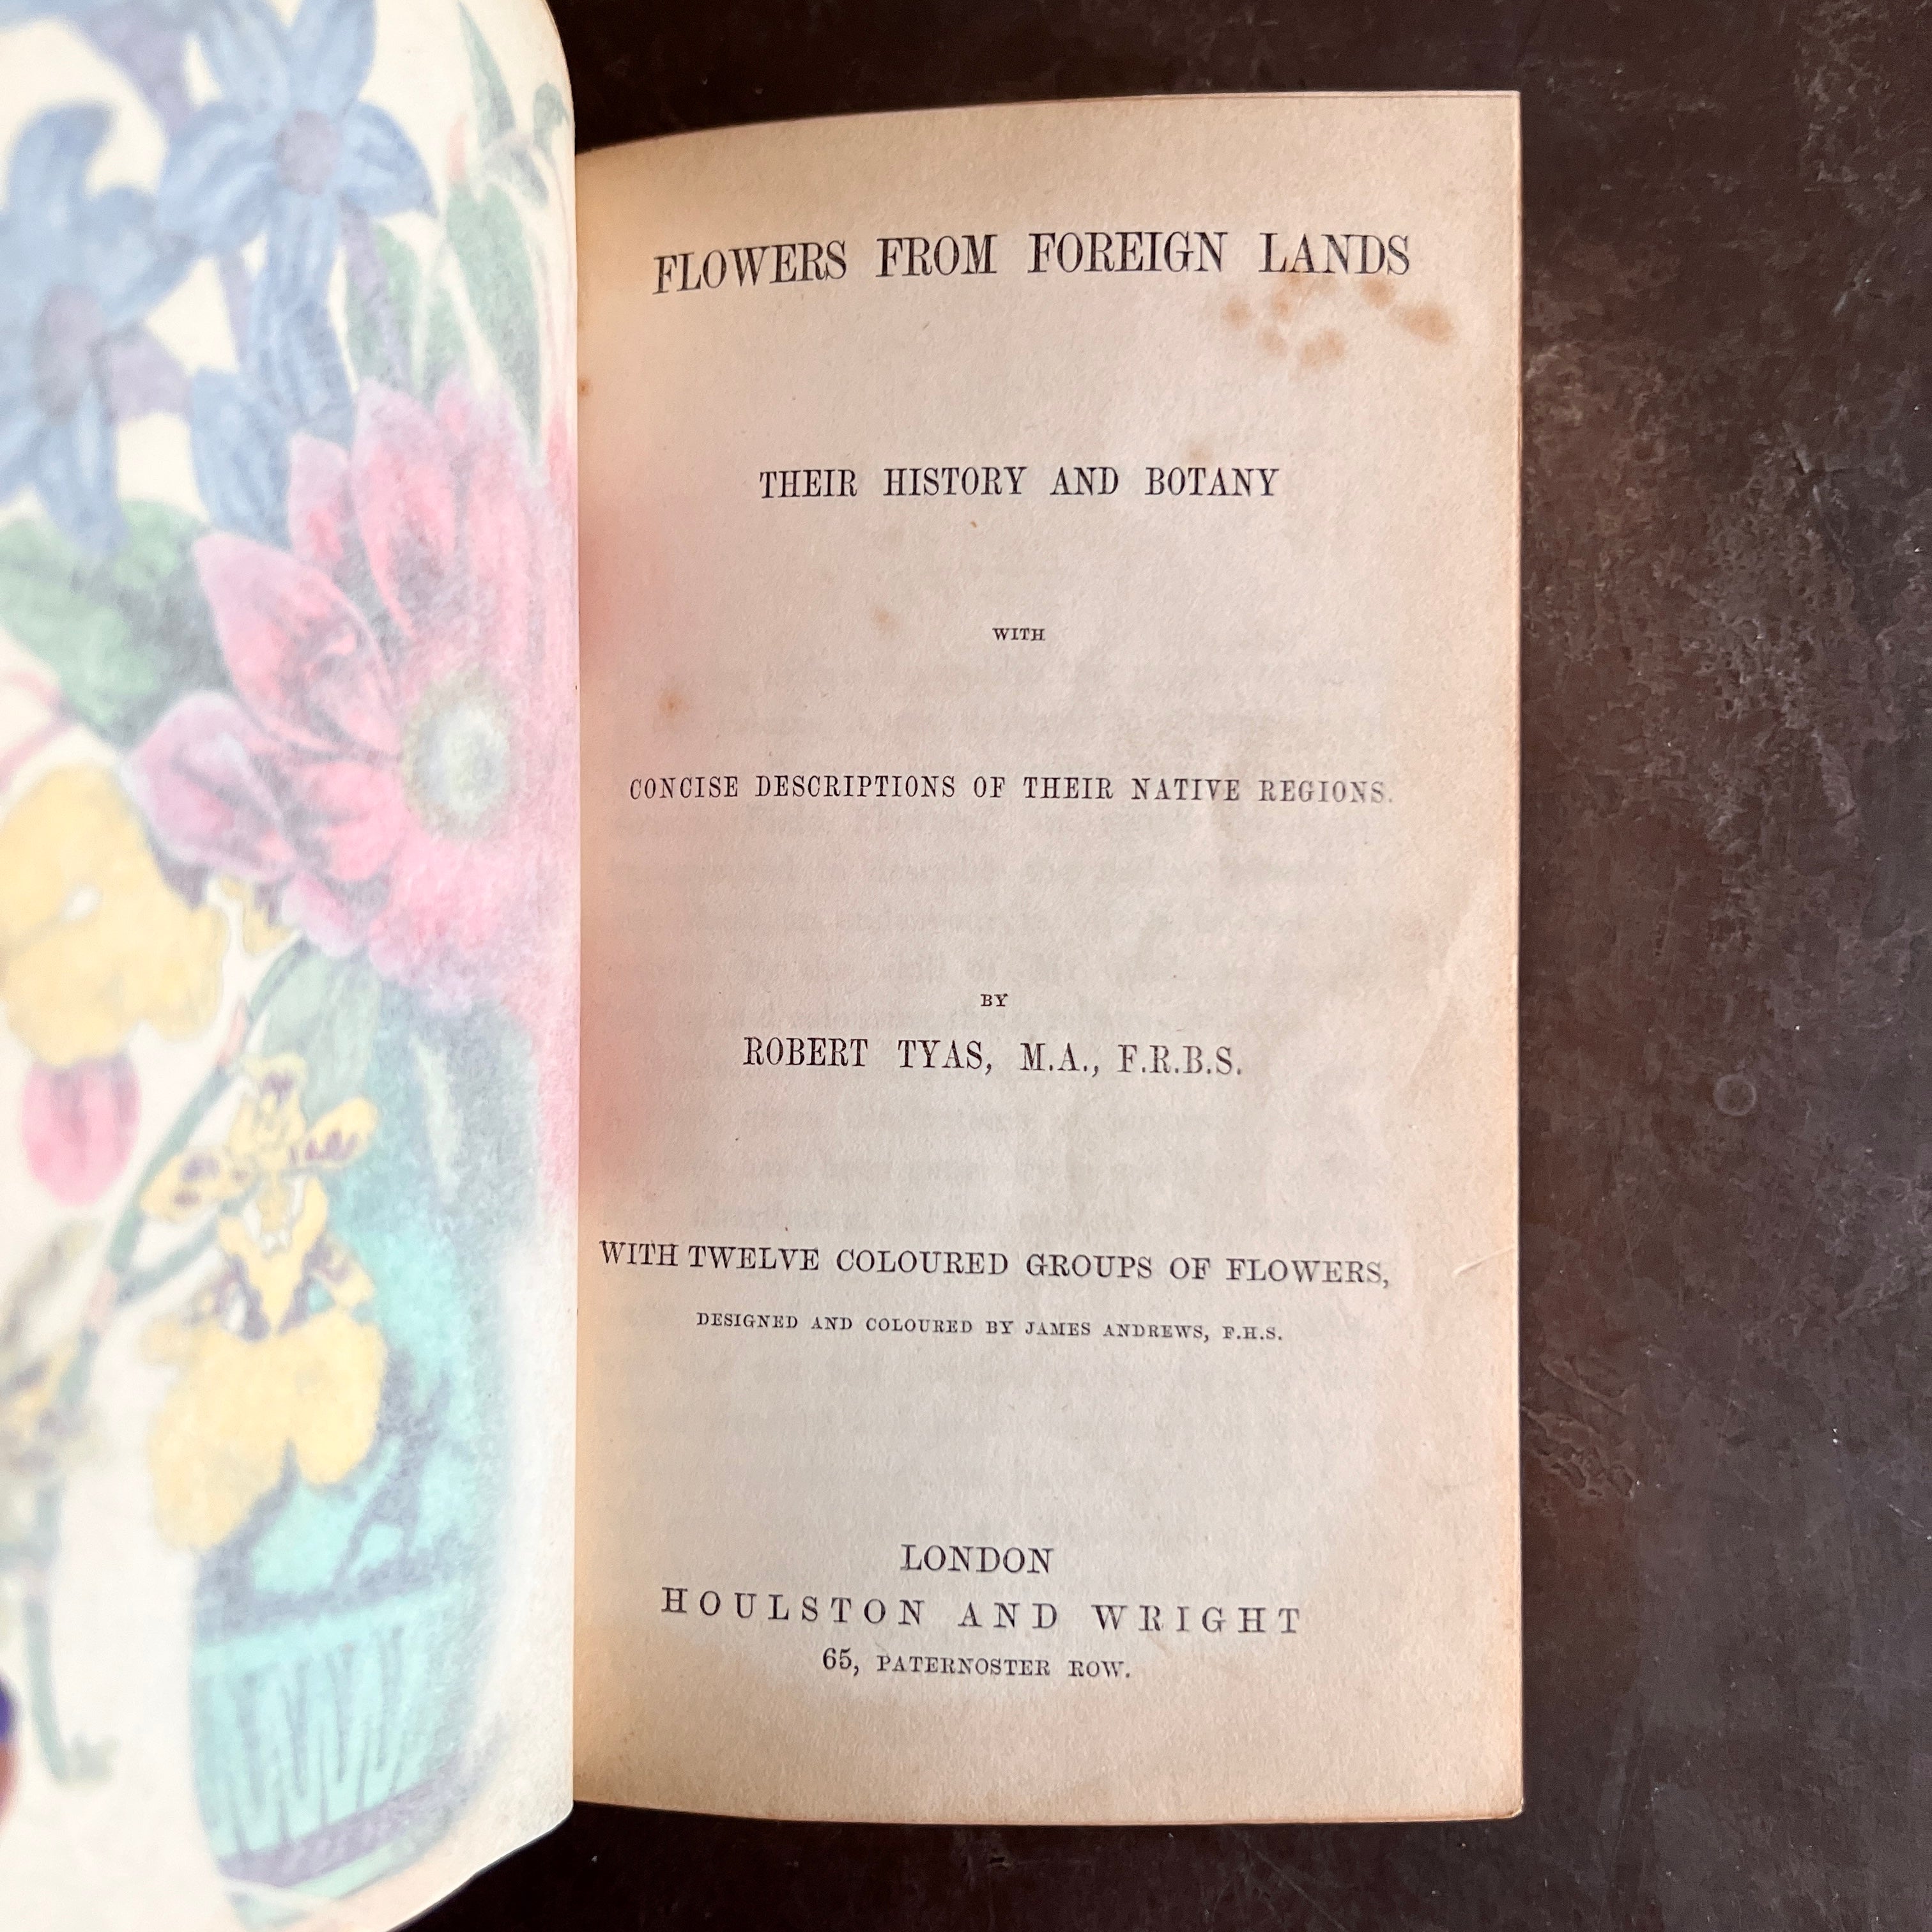 FLOWERS FROM FOREIGN LANDS
THEIR HISTORY AND BOTANY
WITH
CONCISE DESCRIPTIONS OF THEIR NATIVE REGIONS.
BY
ROBERT TYAS, M.A., F.R.B.S.
WITH TWELVE COLOURED GROUPS OF FLOWERS,
DESIGNED AND COLOURED BY JAMES ANDREWS, F.H.S.
LONDON
HOULSTON AND WRIGHT
65, PATERNOSTER ROW.